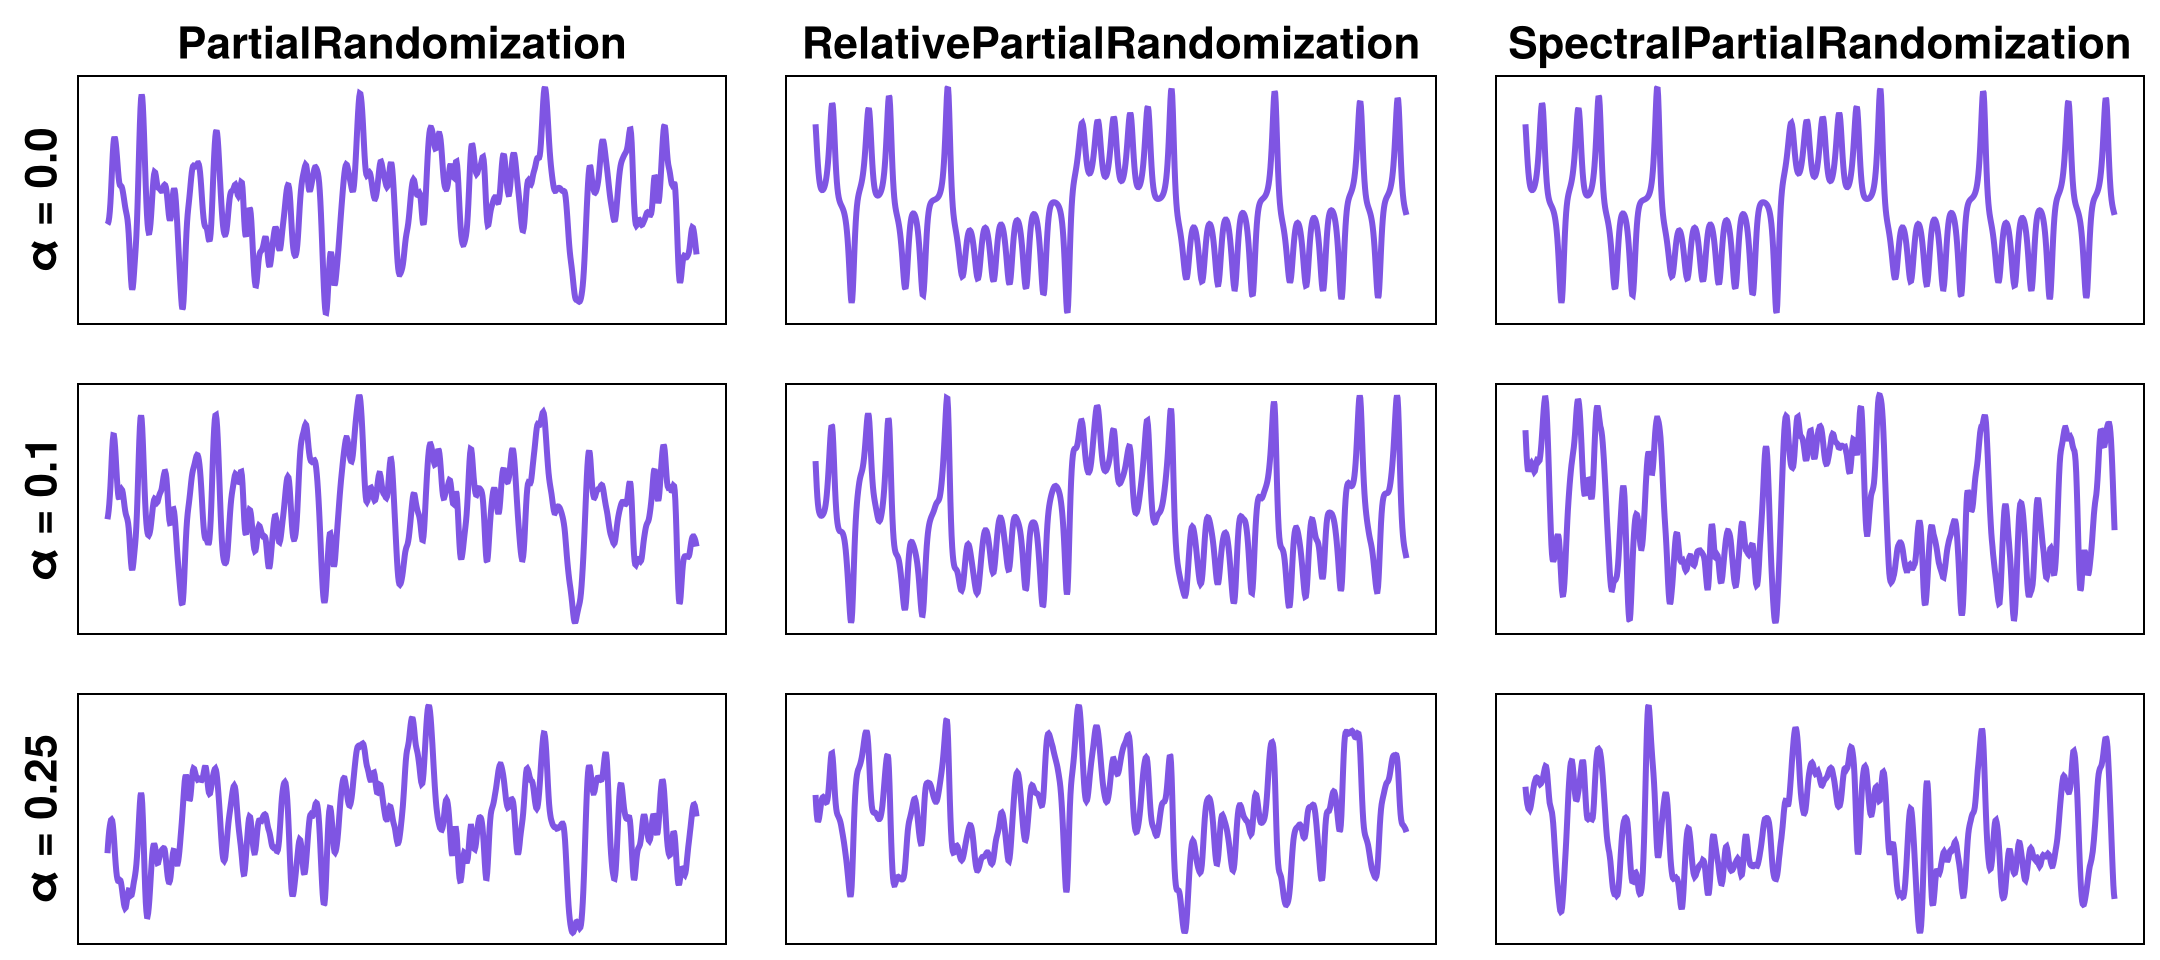 PartialRandomization
RelativePartialRandomization
SpectralPartialRandomization
α = 0.0
α = 0.1
α = 0.25